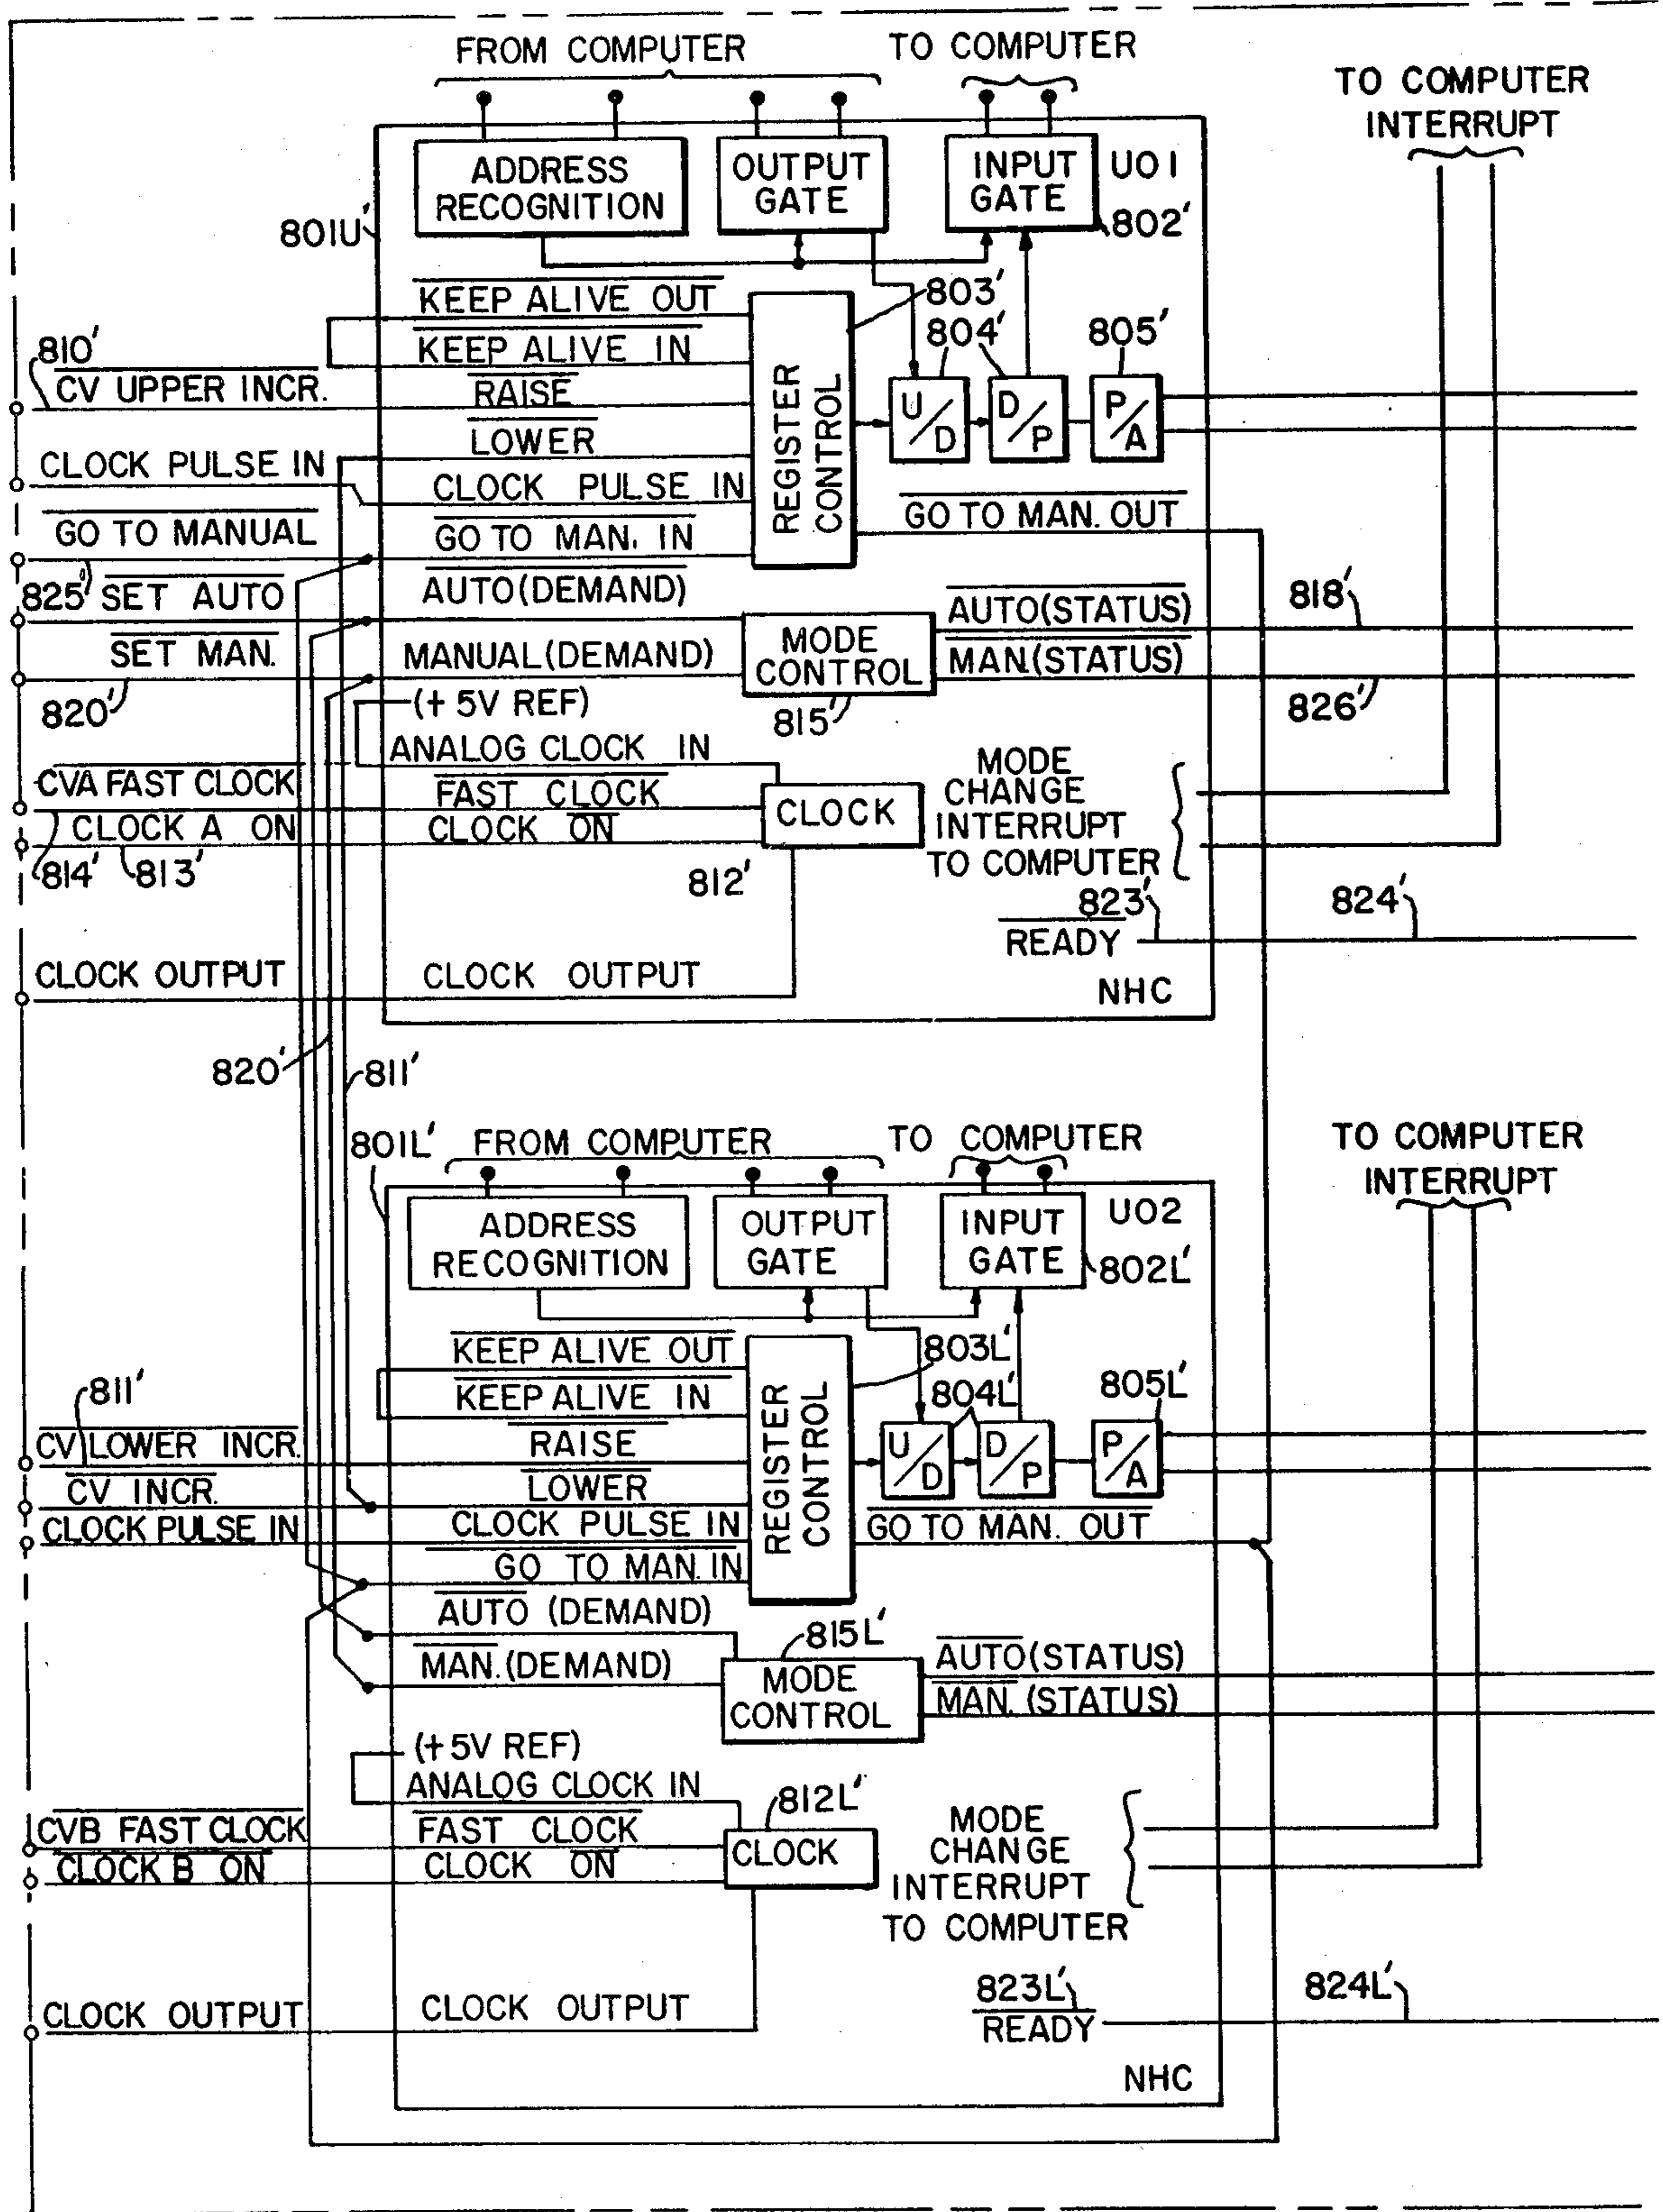 FROM COMPUTER
TO COMPUTER
TO COMPUTER
INTERRUPT
ADDRESS
RECOGNITION
OUTPUT
GATE
INPUT
GATE
U01
802'
801U'
KEEP ALIVE OUT
803'
KEEP ALIVE IN
804'
805'
810'
CV UPPER INCR.
RAISE
REGISTER
CONTROL
U/D
D/P
P/A
LOWER
CLOCK PULSE IN
CLOCK PULSE IN
GO TO MAN. OUT
GO TO MANUAL
GO TO MAN. IN
825'
SET AUTO
AUTO(DEMAND)
AUTO(STATUS)
818'
SET MAN.
MANUAL(DEMAND)
MODE
CONTROL
MAN.(STATUS)
820'
(+ 5V REF)
815'
826'
ANALOG CLOCK IN
MODE
CHANGE
INTERRUPT
TO COMPUTER
CVA FAST CLOCK
FAST CLOCK
CLOCK
CLOCK A ON
CLOCK ON
814'
813'
812'
823'
824'
READY
CLOCK OUTPUT
CLOCK OUTPUT
NHC
820'
811'
801L'
FROM COMPUTER
TO COMPUTER
TO COMPUTER
INTERRUPT
ADDRESS
RECOGNITION
OUTPUT
GATE
INPUT
GATE
U02
802L'
KEEP ALIVE OUT
803L'
KEEP ALIVE IN
804L'
805L'
811'
CV LOWER INCR.
RAISE
REGISTER
CONTROL
U/D
D/P
P/A
CV INCR.
LOWER
CLOCK PULSE IN
CLOCK PULSE IN
GO TO MAN. OUT
GO TO MAN. IN
AUTO (DEMAND)
815L'
AUTO(STATUS)
MAN. (DEMAND)
MODE
CONTROL
MAN. (STATUS)
(+ 5V REF)
ANALOG CLOCK IN
812L'
MODE
CHANGE
INTERRUPT
TO COMPUTER
CVB FAST CLOCK
FAST CLOCK
CLOCK
CLOCK B ON
CLOCK ON
823L'
824L'
READY
CLOCK OUTPUT
CLOCK OUTPUT
NHC